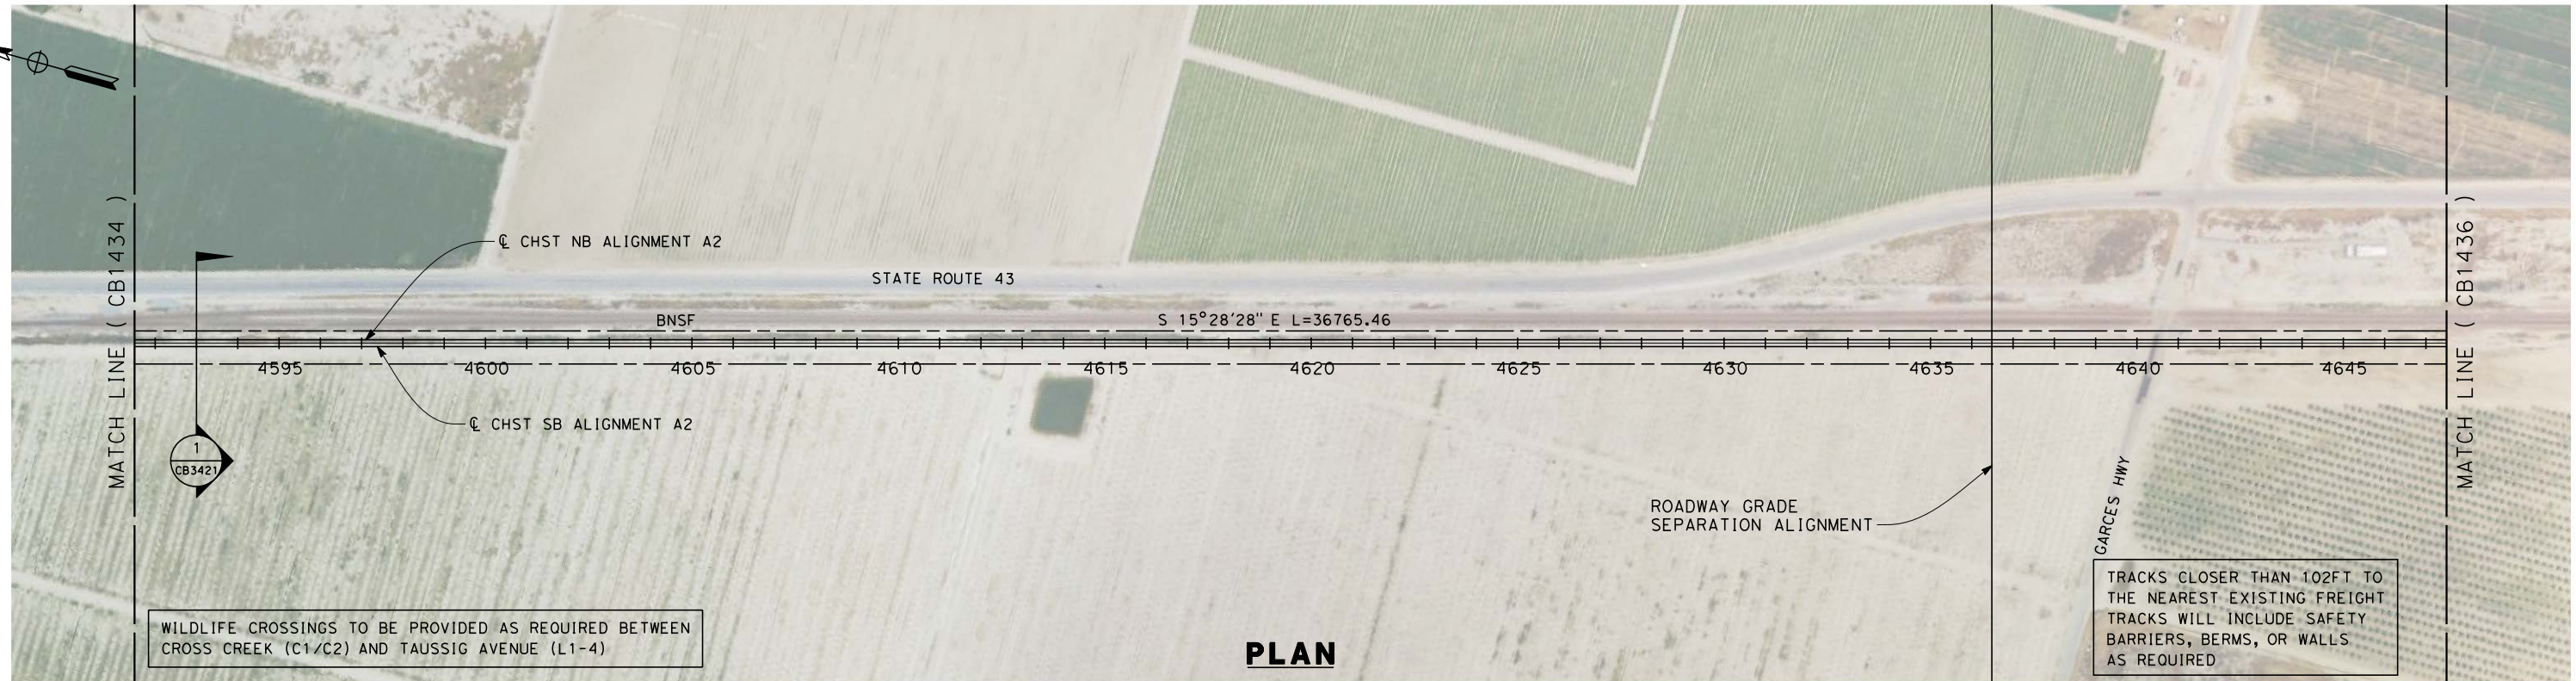 MATCH LINE ( CB1434 )
℄ CHST NB ALIGNMENT A2
STATE ROUTE 43
BNSF
S 15°28'28" E L=36765.46
4595
4600
4605
4610
4615
4620
4625
4630
4635
4640
4645
℄ CHST SB ALIGNMENT A2
1
CB3421
ROADWAY GRADE
SEPARATION ALIGNMENT
GARCES HWY
MATCH LINE ( CB1436 )
WILDLIFE CROSSINGS TO BE PROVIDED AS REQUIRED BETWEEN
CROSS CREEK (C1/C2) AND TAUSSIG AVENUE (L1-4)
PLAN
TRACKS CLOSER THAN 102FT TO
THE NEAREST EXISTING FREIGHT
TRACKS WILL INCLUDE SAFETY
BARRIERS, BERMS, OR WALLS
AS REQUIRED